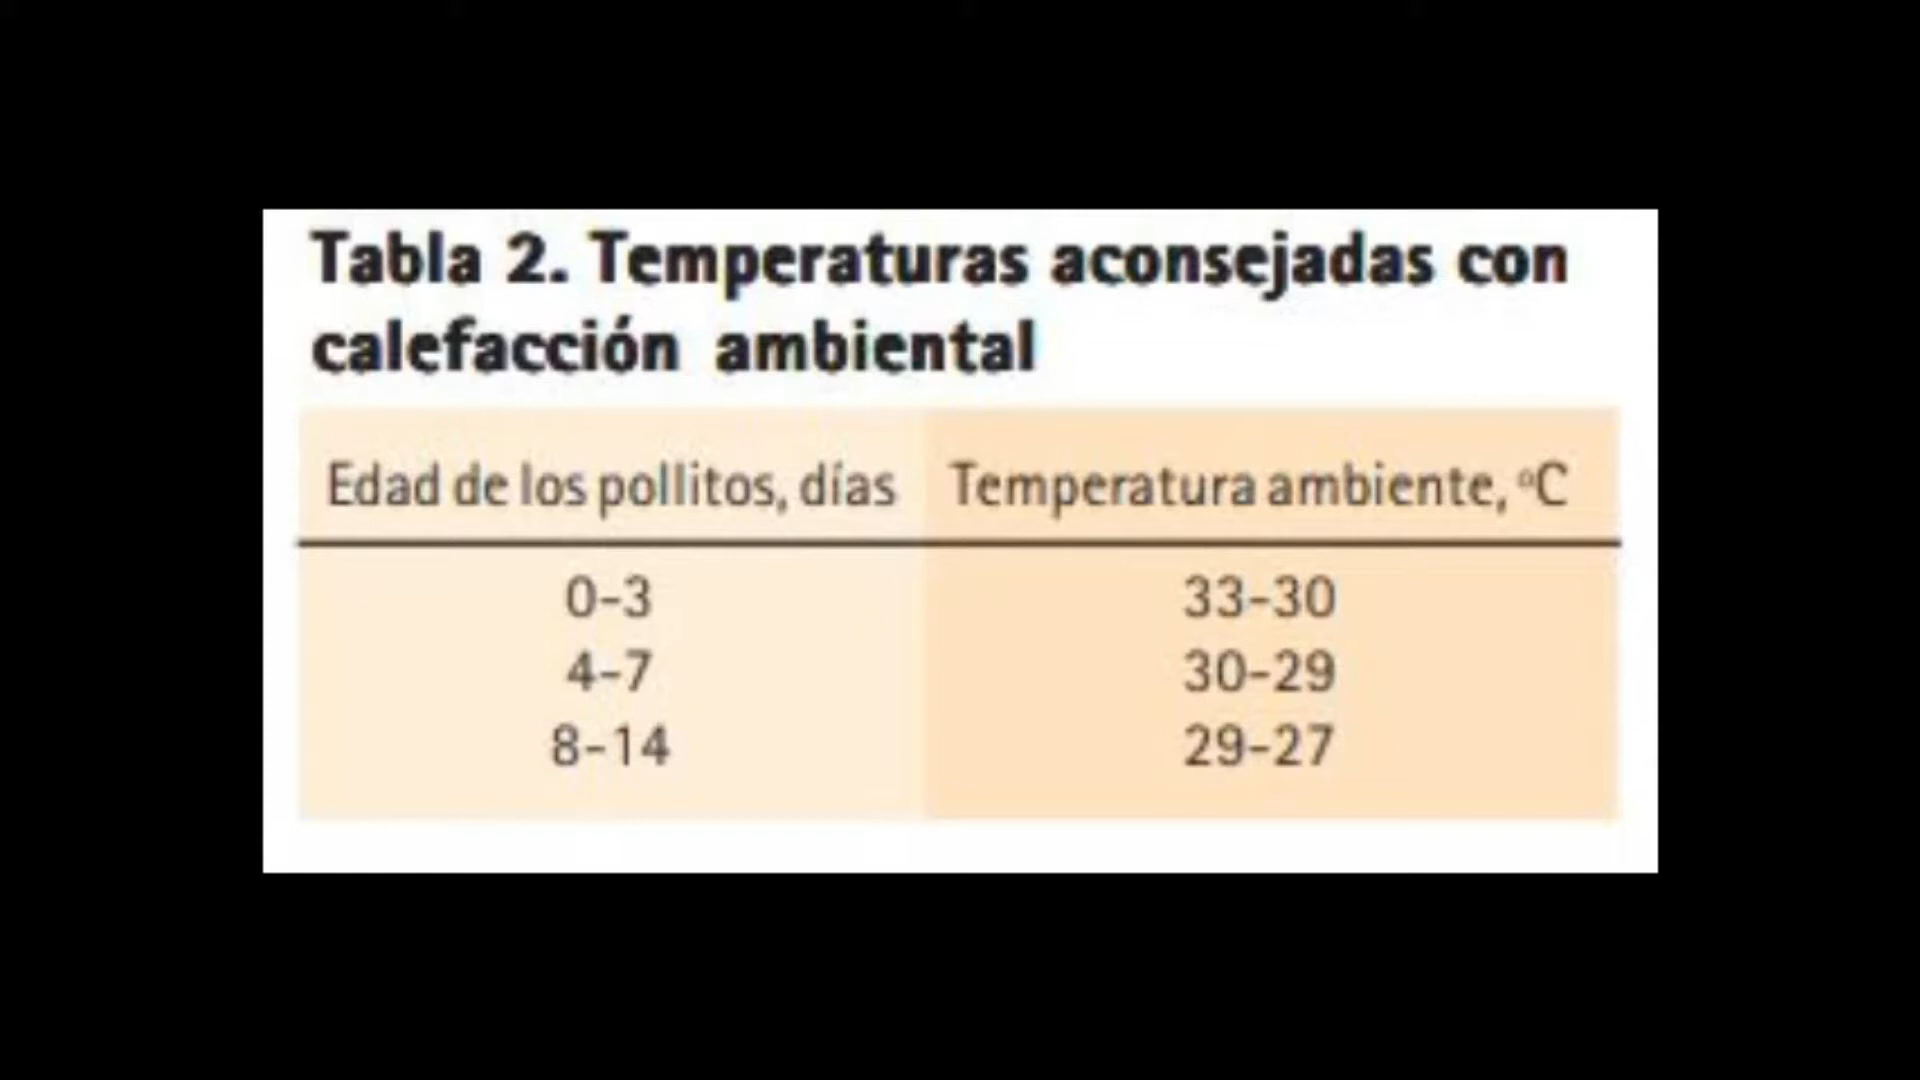 Tabla 2. Temperaturas aconsejadas con
calefacción ambiental
Edad de los pollitos, días Temperatura ambiente, ºC
0-3 33-30
4-7 30-29
8-14 29-27